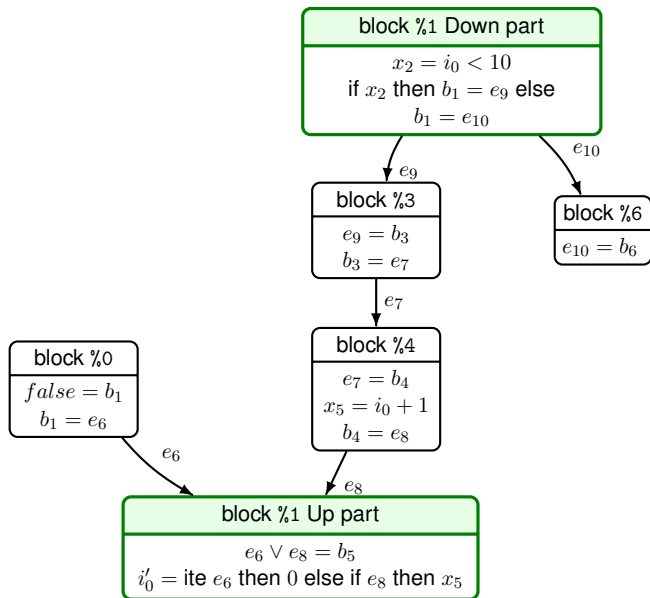 block %1 Down part
x₂ = i₀ < 10
if x₂ then b₁ = e₉ else
b₁ = e₁₀
e₉
e₁₀
block %3
e₉ = b₃
b₃ = e₇
block %6
e₁₀ = b₆
e₇
block %0
false = b₁
b₁ = e₆
block %4
e₇ = b₄
x₅ = i₀ + 1
b₄ = e₈
e₆
e₈
block %1 Up part
e₆ ∨ e₈ = b₅
i′₀ = ite e₆ then 0 else if e₈ then x₅